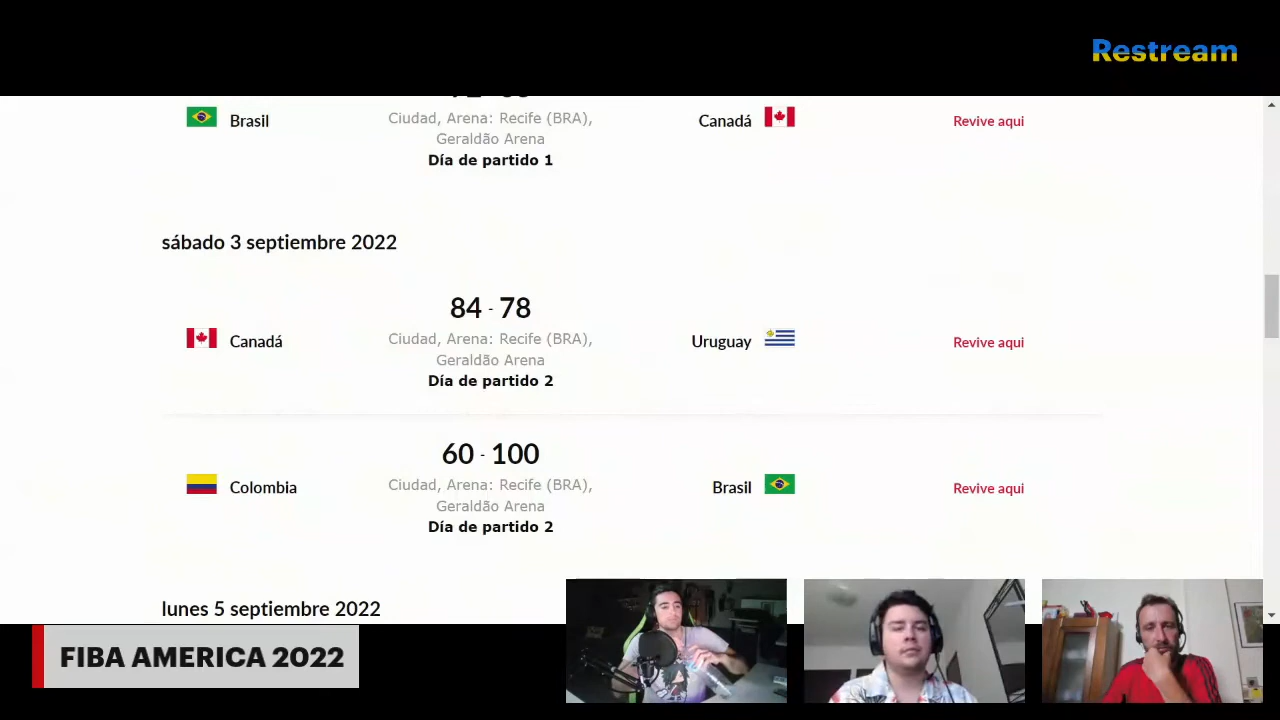 Restream
Brasil
Ciudad, Arena: Recife (BRA),
Geraldão Arena
Día de partido 1
Canadá
Revive aqui
sábado 3 septiembre 2022
84 - 78
Canadá
Ciudad, Arena: Recife (BRA),
Geraldão Arena
Día de partido 2
Uruguay
Revive aqui
60 - 100
Colombia
Ciudad, Arena: Recife (BRA),
Geraldão Arena
Día de partido 2
Brasil
Revive aqui
lunes 5 septiembre 2022
FIBA AMERICA 2022